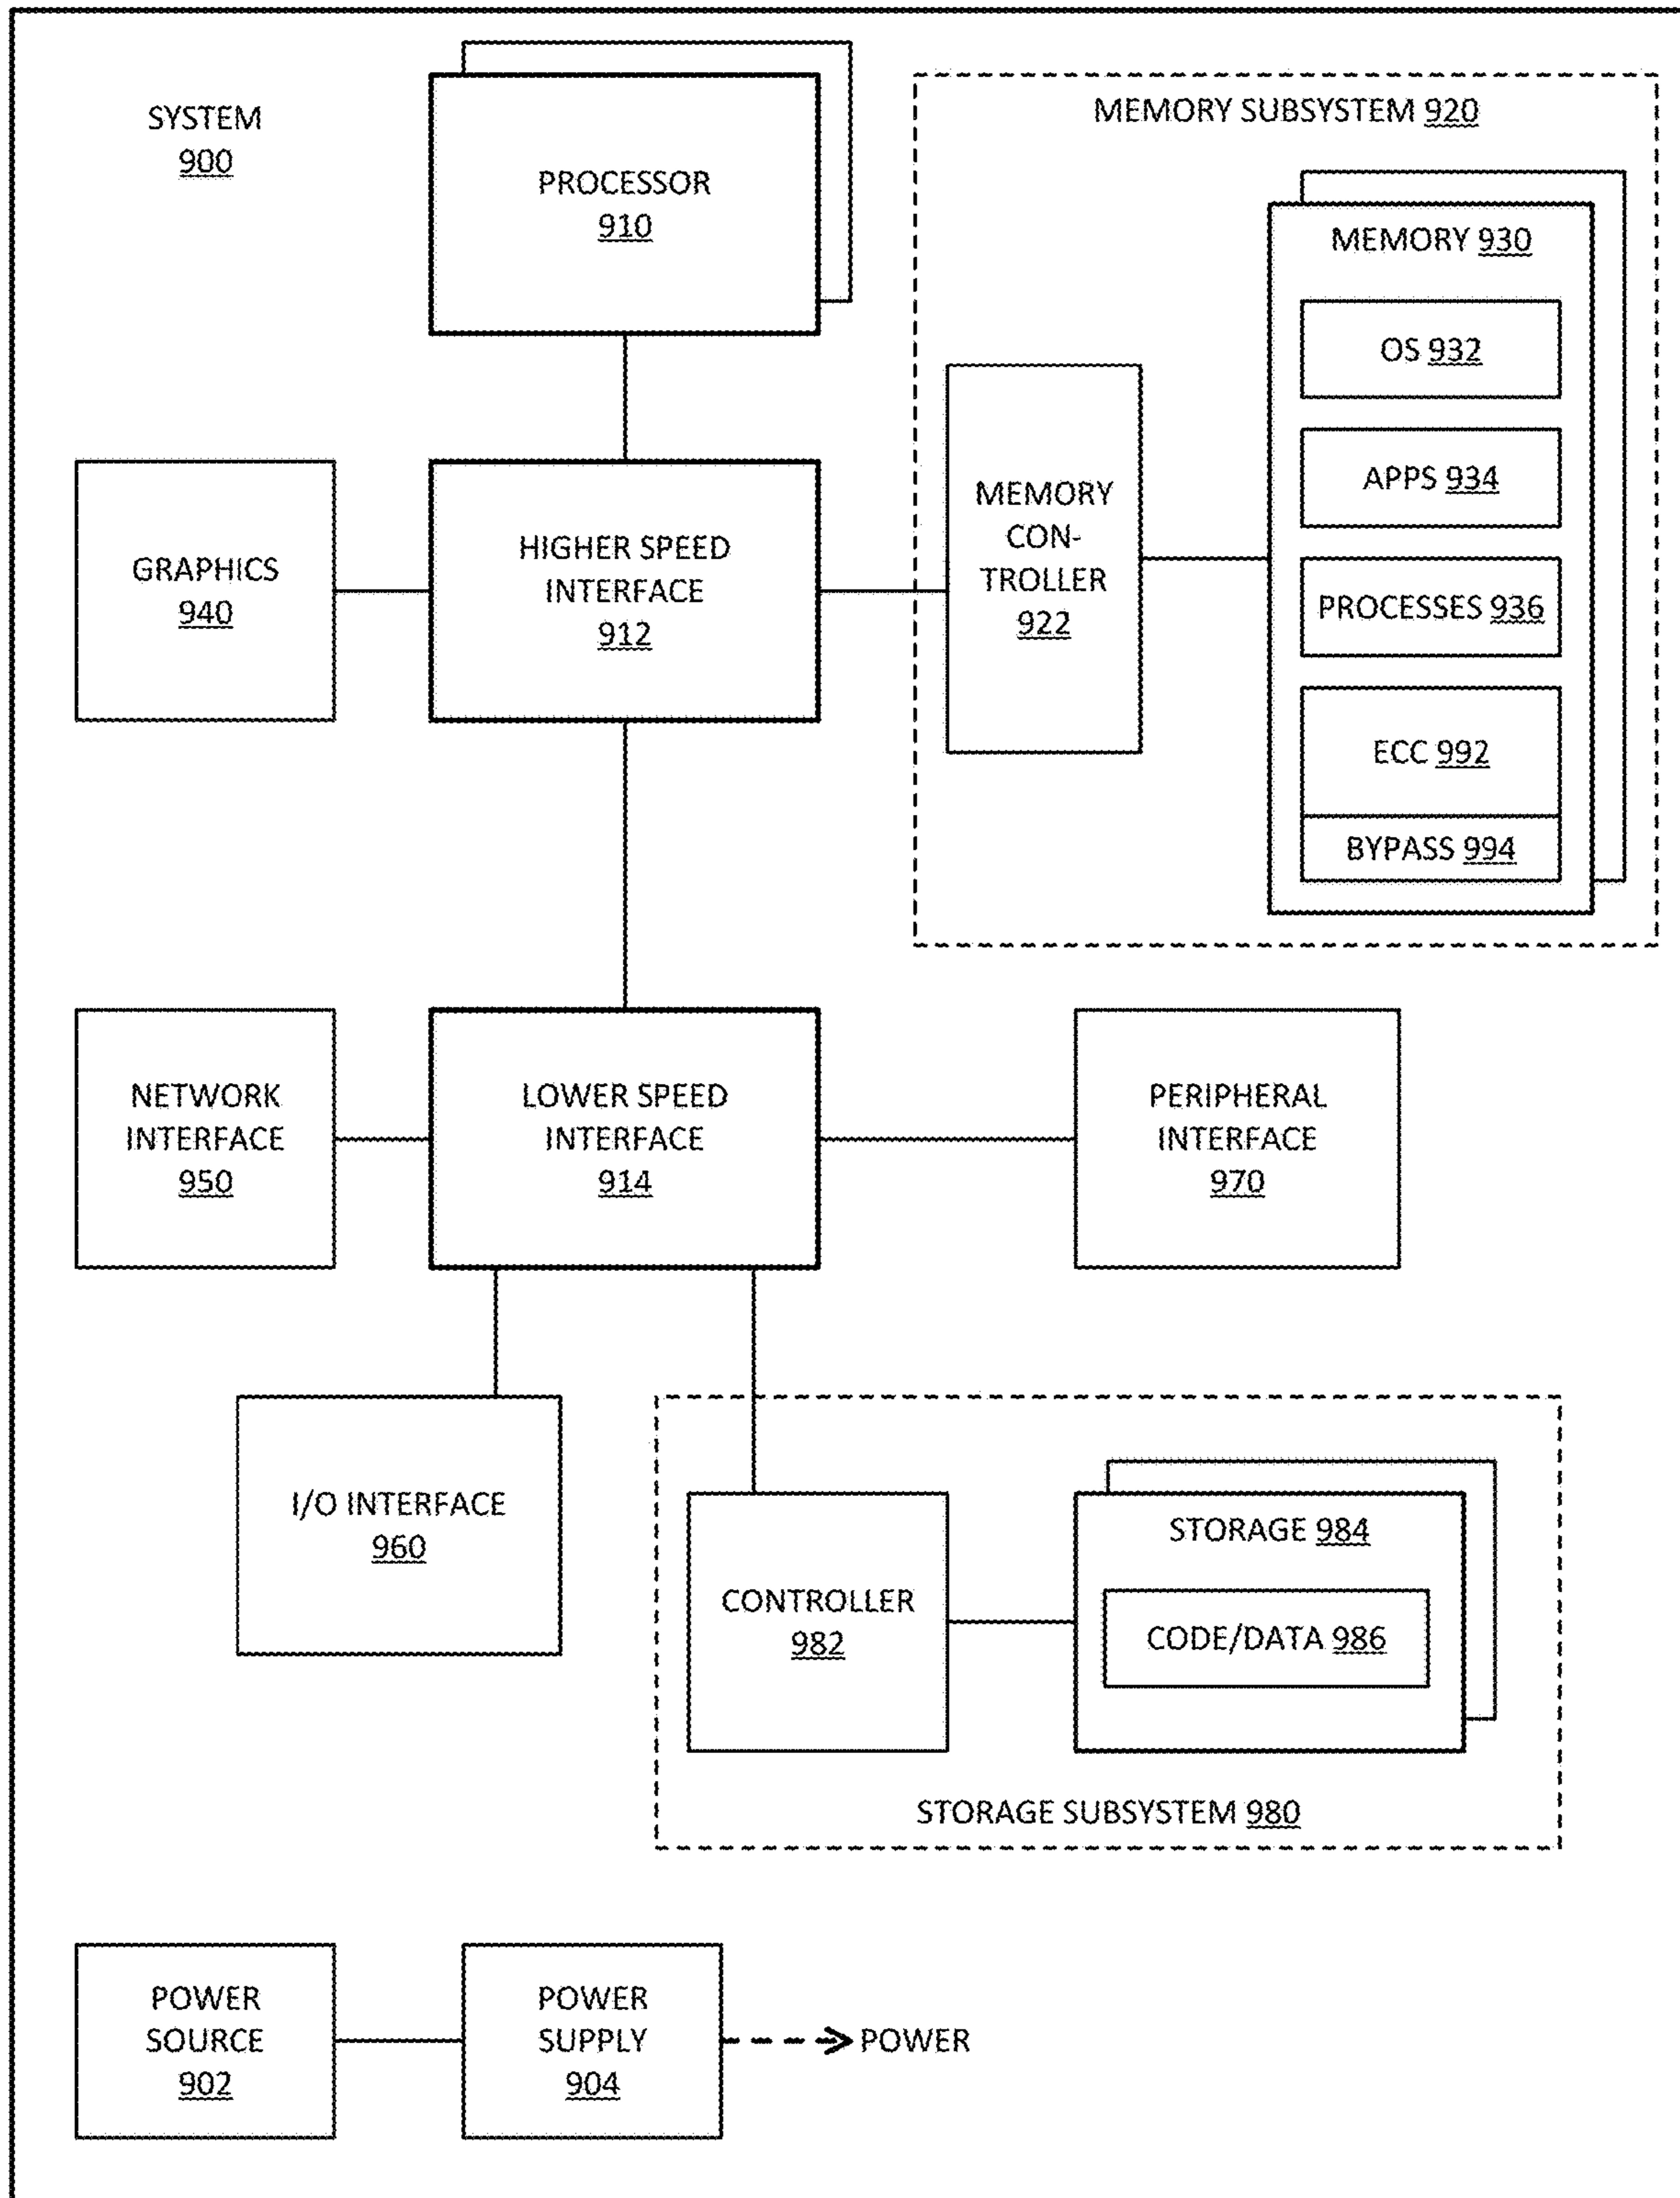 SYSTEM
900
PROCESSOR
910
MEMORY SUBSYSTEM 920
MEMORY 930
OS 932
APPS 934
PROCESSES 936
ECC 992
BYPASS 994
MEMORY
CON-
TROLLER
922
GRAPHICS
940
HIGHER SPEED
INTERFACE
912
NETWORK
INTERFACE
950
LOWER SPEED
INTERFACE
914
PERIPHERAL
INTERFACE
970
I/O INTERFACE
960
CONTROLLER
982
STORAGE 984
CODE/DATA 986
STORAGE SUBSYSTEM 980
POWER
SOURCE
902
POWER
SUPPLY
904
POWER